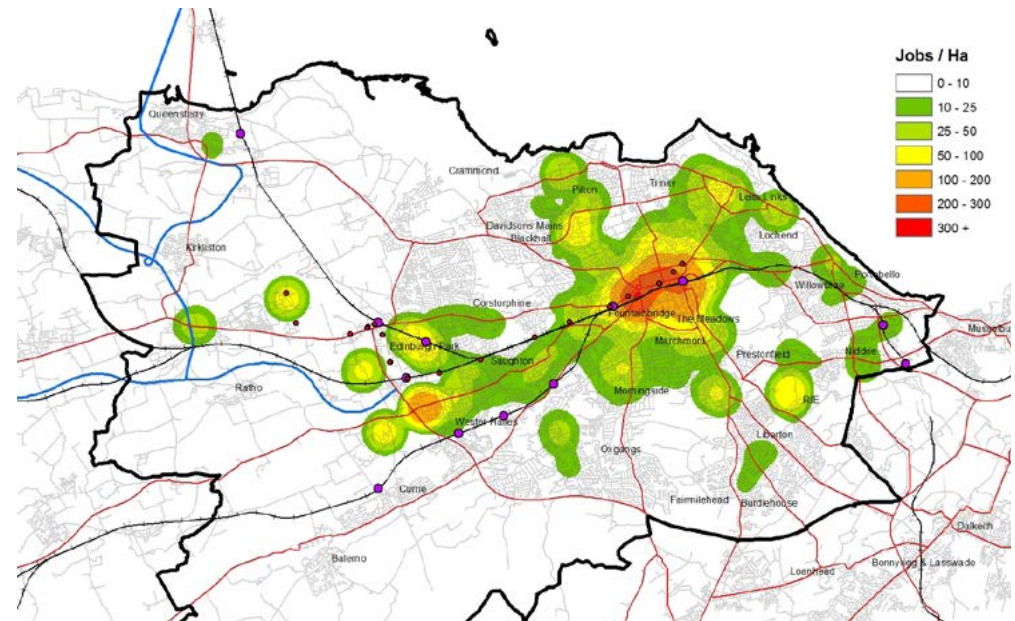 Jobs / Ha
0 - 10
10 - 25
25 - 50
50 - 100
100 - 200
200 - 300
300 +
Queensferry
Crammond
Pilton
Trinity
Leith Links
Davidsons Mains
Blackhall
Lochend
Kirkliston
Portobello
Willowbrae
Corstorphine
Fountainbridge
The Meadows
Musselburgh
Edinburgh Park
Marchmont
Prestonfield
Niddrie
Saughton
Ratho
Morningside
RIE
Wester Hailes
Liberton
Oxgangs
Currie
Fairmilehead
Burdiehouse
Dalkeith
Balerno
Bonnyrigg & Lasswade
Loanhead